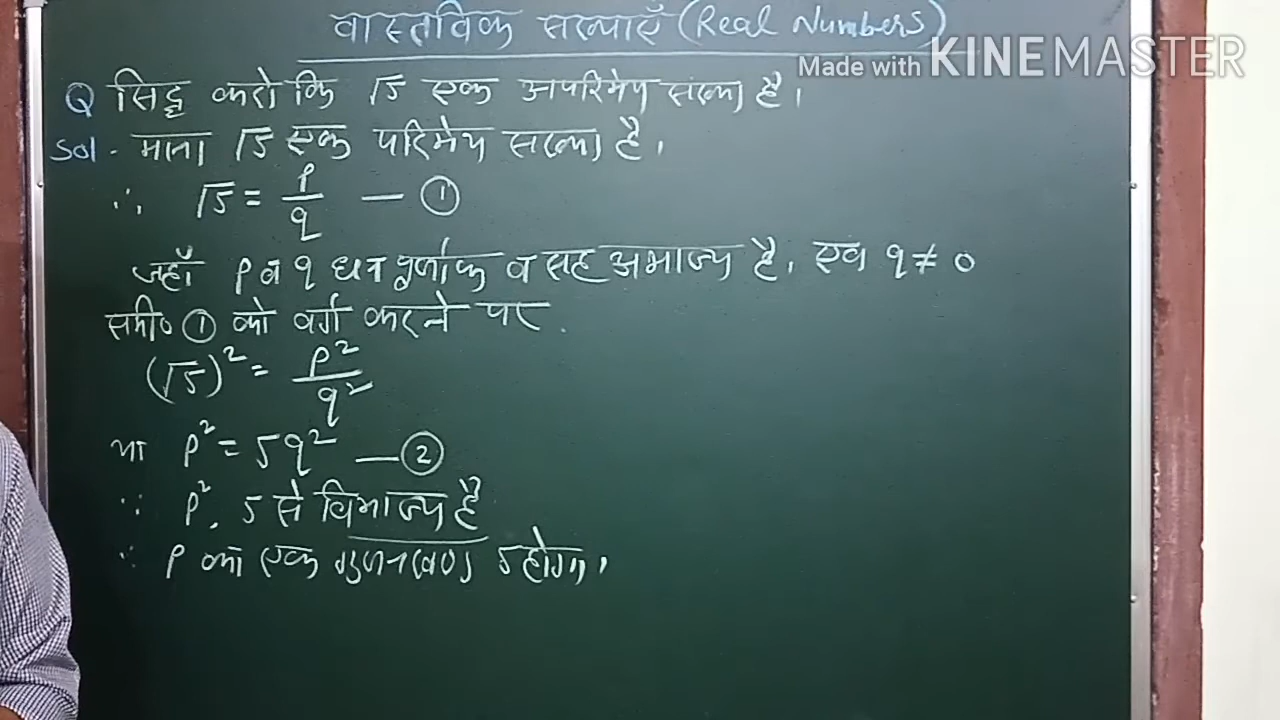 वास्तविक संख्याएँ (Real Numbers)
Made with KINEMASTER
Q सिद्ध करो कि √5 एक अपरिमेय संख्या है।
Sol - माना √5 एक परिमेय संख्या है।
∴ √5 = p/q — ①
जहाँ p व q धन पूर्णांक व सह अभाज्य है, एवं q ≠ 0
समी० ① को वर्ग करने पर
(√5)² = p²/q²
या p² = 5q² — ②
∵ p², 5 से विभाज्य है
∴ p का एक गुणनखण्ड 5 होगा।